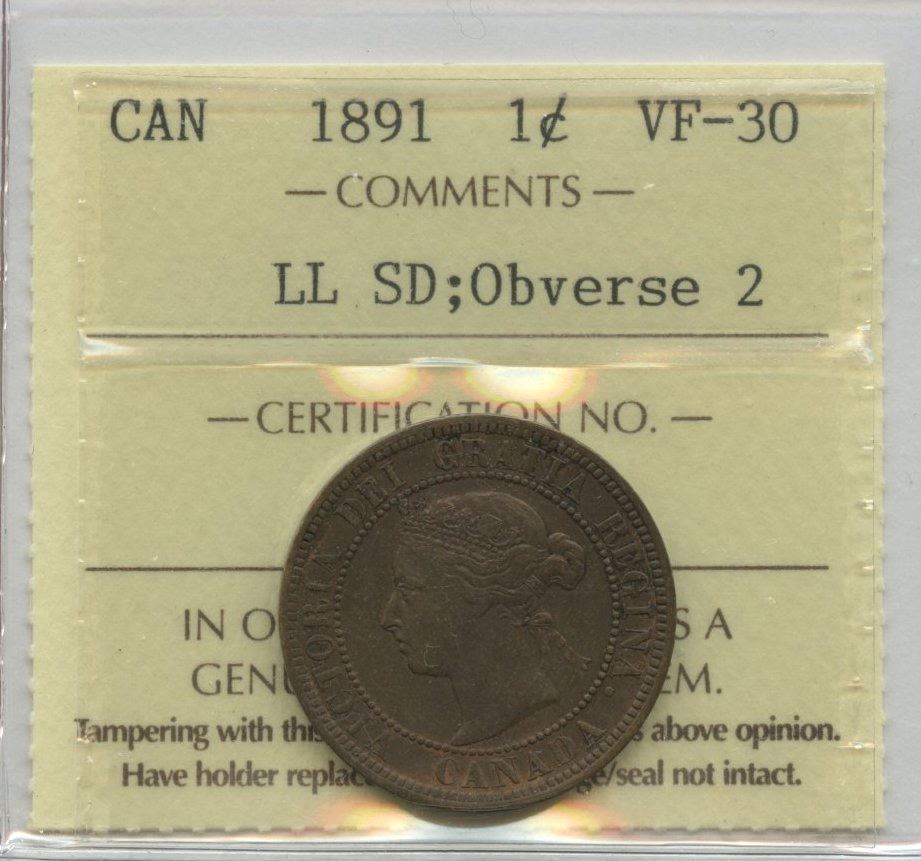 CAN 1891 1¢ VF-30
— COMMENTS —
LL SD;Obverse 2
— CERTIFICATION NO. —
VICTORIA DEI GRATIA REGINA.
CANADA
IN O S A
GENU EM.
Tampering with this above opinion.
Have holder replac ge/seal not intact.